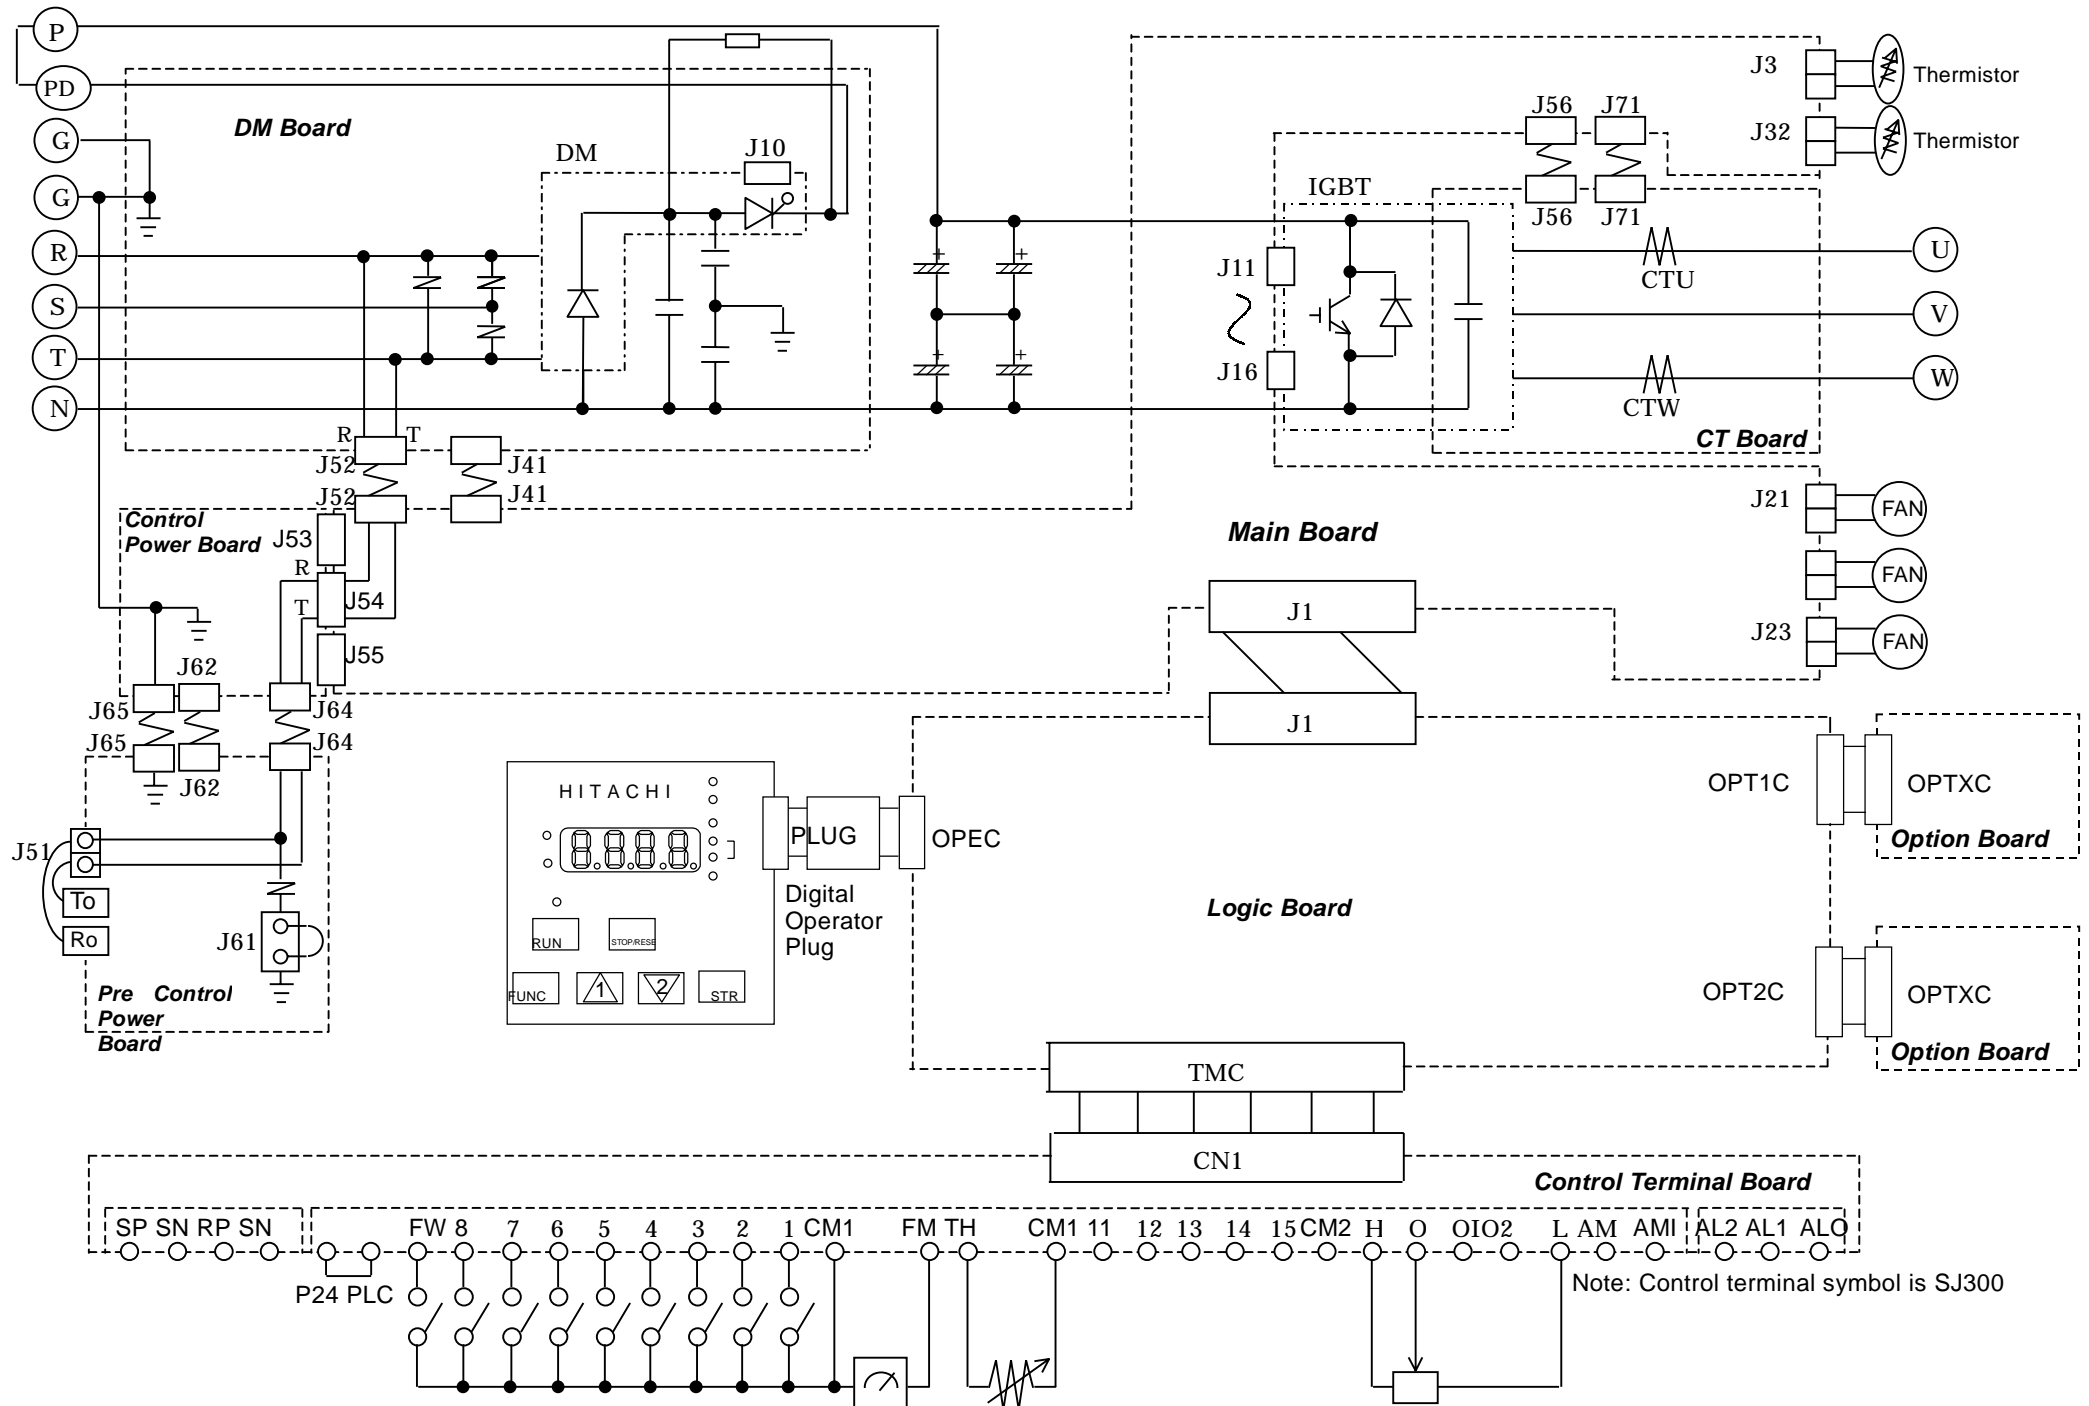 P
PD
G
G
R
S
T
N
DM Board
DM
J10
J3
Thermistor
J32
Thermistor
J56 J71
J56 J71
IGBT
J11
J16
CTU
CTW
U
V
W
CT Board
R T
J52
J52
J41
J41
Control
Power Board
J53
R
T
J54
J55
Main Board
J21
FAN
FAN
J23
FAN
J1
J1
J62
J65
J65
J62
J64
J64
J51
To
Ro
J61
Pre Control
Power
Board
HITACHI
8.8.8.8.
RUN
STOP/RESE
FUNC
1
2
STR
PLUG
OPEC
Digital
Operator
Plug
Logic Board
OPT1C
OPTXC
Option Board
OPT2C
OPTXC
Option Board
TMC
CN1
Control Terminal Board
SP SN RP SN
FW 8 7 6 5 4 3 2 1 CM1 FM TH CM1 11 12 13 14 15 CM2 H O OIO2 L AM AMI AL2 AL1 ALO
P24 PLC
Note: Control terminal symbol is SJ300